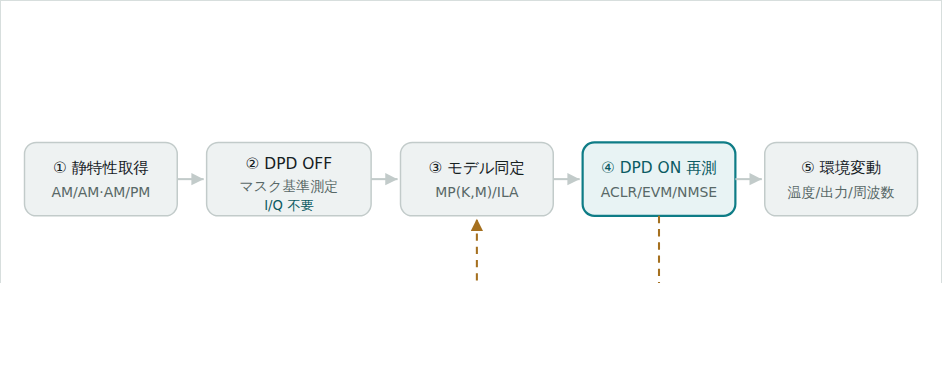 ① 静特性取得
AM/AM·AM/PM
② DPD OFF
マスク基準測定
I/Q 不要
③ モデル同定
MP(K,M)/ILA
④ DPD ON 再測
ACLR/EVM/NMSE
⑤ 環境変動
温度/出力/周波数